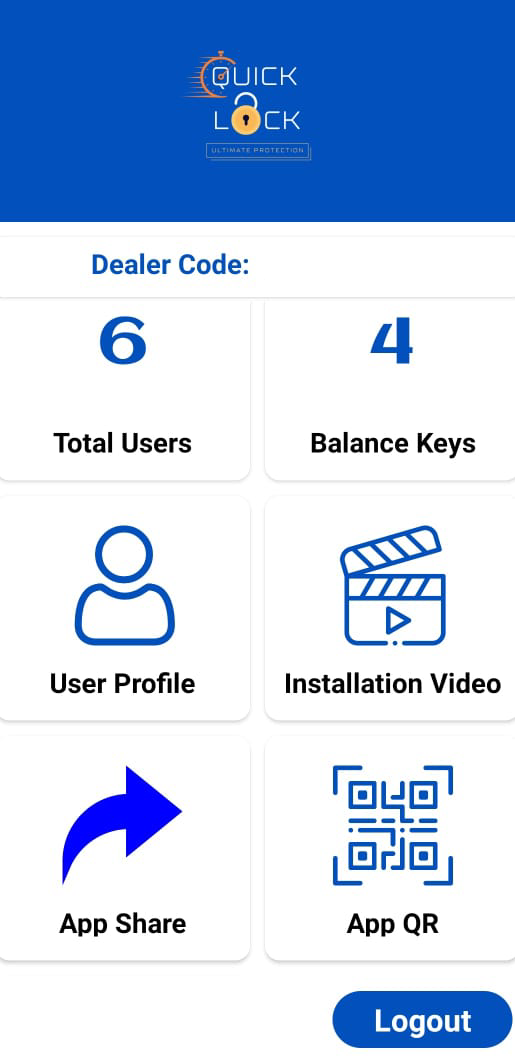 QUICK
LOCK
ULTIMATE PROTECTION
Dealer Code:
6
4
Total Users
Balance Keys
User Profile
Installation Video
App Share
App QR
Logout